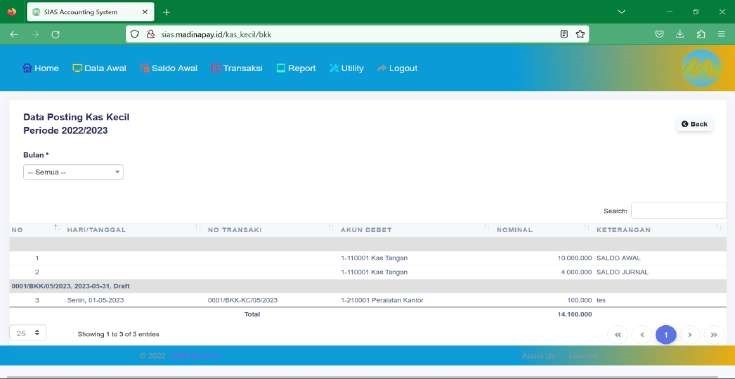 SIAS Accounting System
sias.madinapay.id/kas_kecil/bkk
Home Data Awal Saldo Awal Transaksi Report Utility Logout
Data Posting Kas Kecil
Periode 2022/2023
Back
Bulan *
-- Semua --
Search:
NO HARI/TANGGAL NO TRANSAKI AKUN DEBET NOMINAL KETERANGAN
1 1-110001 Kas Tangan 10.000.000 SALDO AWAL
2 1-110001 Kas Tangan 4.000.000 SALDO JURNAL
0001/BKK/05/2023, 2023-05-31, Draft
3 Senin, 01-05-2023 0001/BKK-KC/05/2023 1-210001 Peralatan Kantor 160.000 tes
Total 14.160.000
25 Showing 1 to 3 of 3 entries « ‹ 1 › »
© 2022
About Us